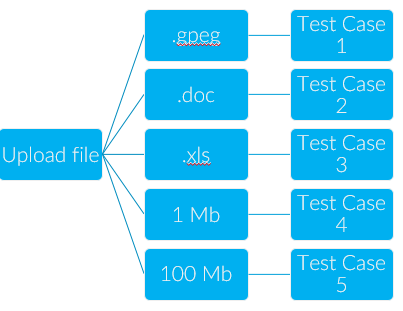 .gpeg
Test Case
1
.doc
Test Case
2
Upload file
.xls
Test Case
3
1 Mb
Test Case
4
100 Mb
Test Case
5